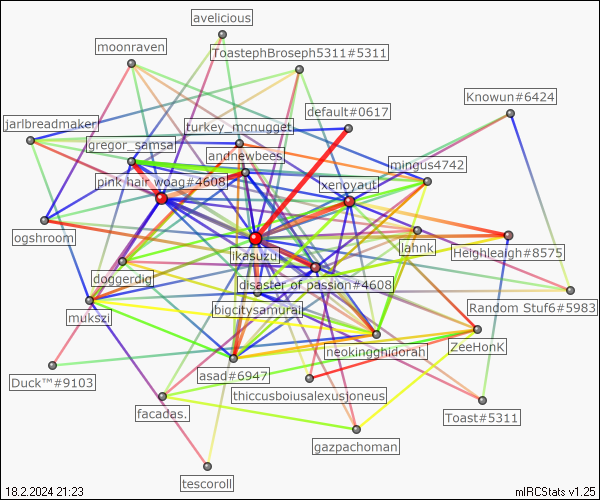 avelicious
moonraven
ToastephBroseph5311#5311
Knowun#6424
default#0617
jarlbreadmaker
turkey_mcnugget
gregor_samsa
andnewbees
mingus4742
pink hair woag#4608
xenoyaut
ogshroom
lahnk
ikasuzu
Heighleaigh#8575
doggerdig
disaster of passion#4608
Random Stuf6#5983
mukszi
bigcitysamurai
neokingghidorah
ZeeHonk
asad#6947
Duck™#9103
thiccusboiusalexusjoneus
facadas.
Toast#5311
gazpachoman
tescoroll
18.2.2024 21:23
mIRCStats v1.25